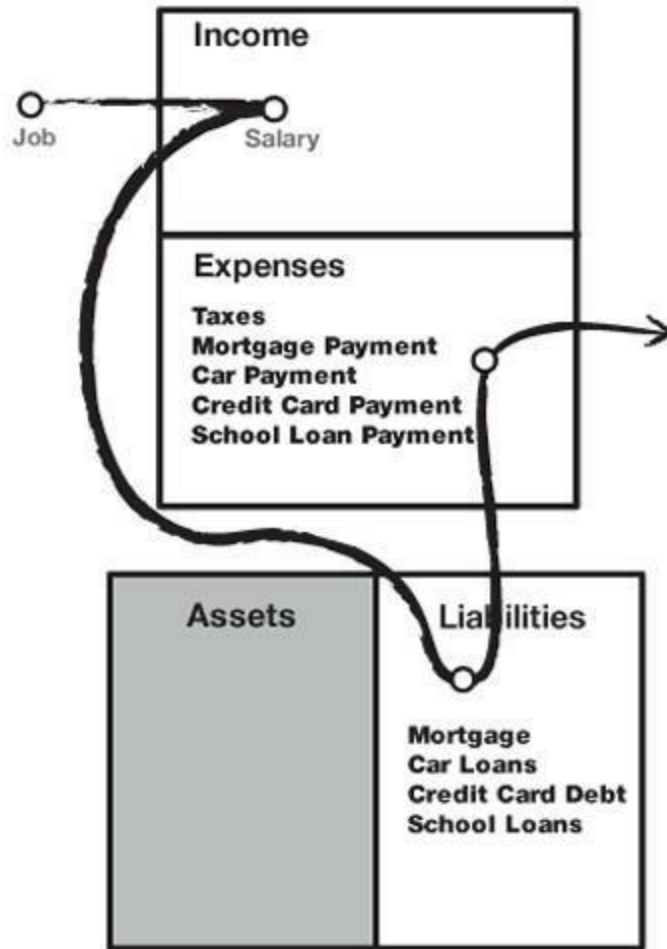 Income
Job
Salary
Expenses
Taxes
Mortgage Payment
Car Payment
Credit Card Payment
School Loan Payment
Assets
Liabilities
Mortgage
Car Loans
Credit Card Debt
School Loans